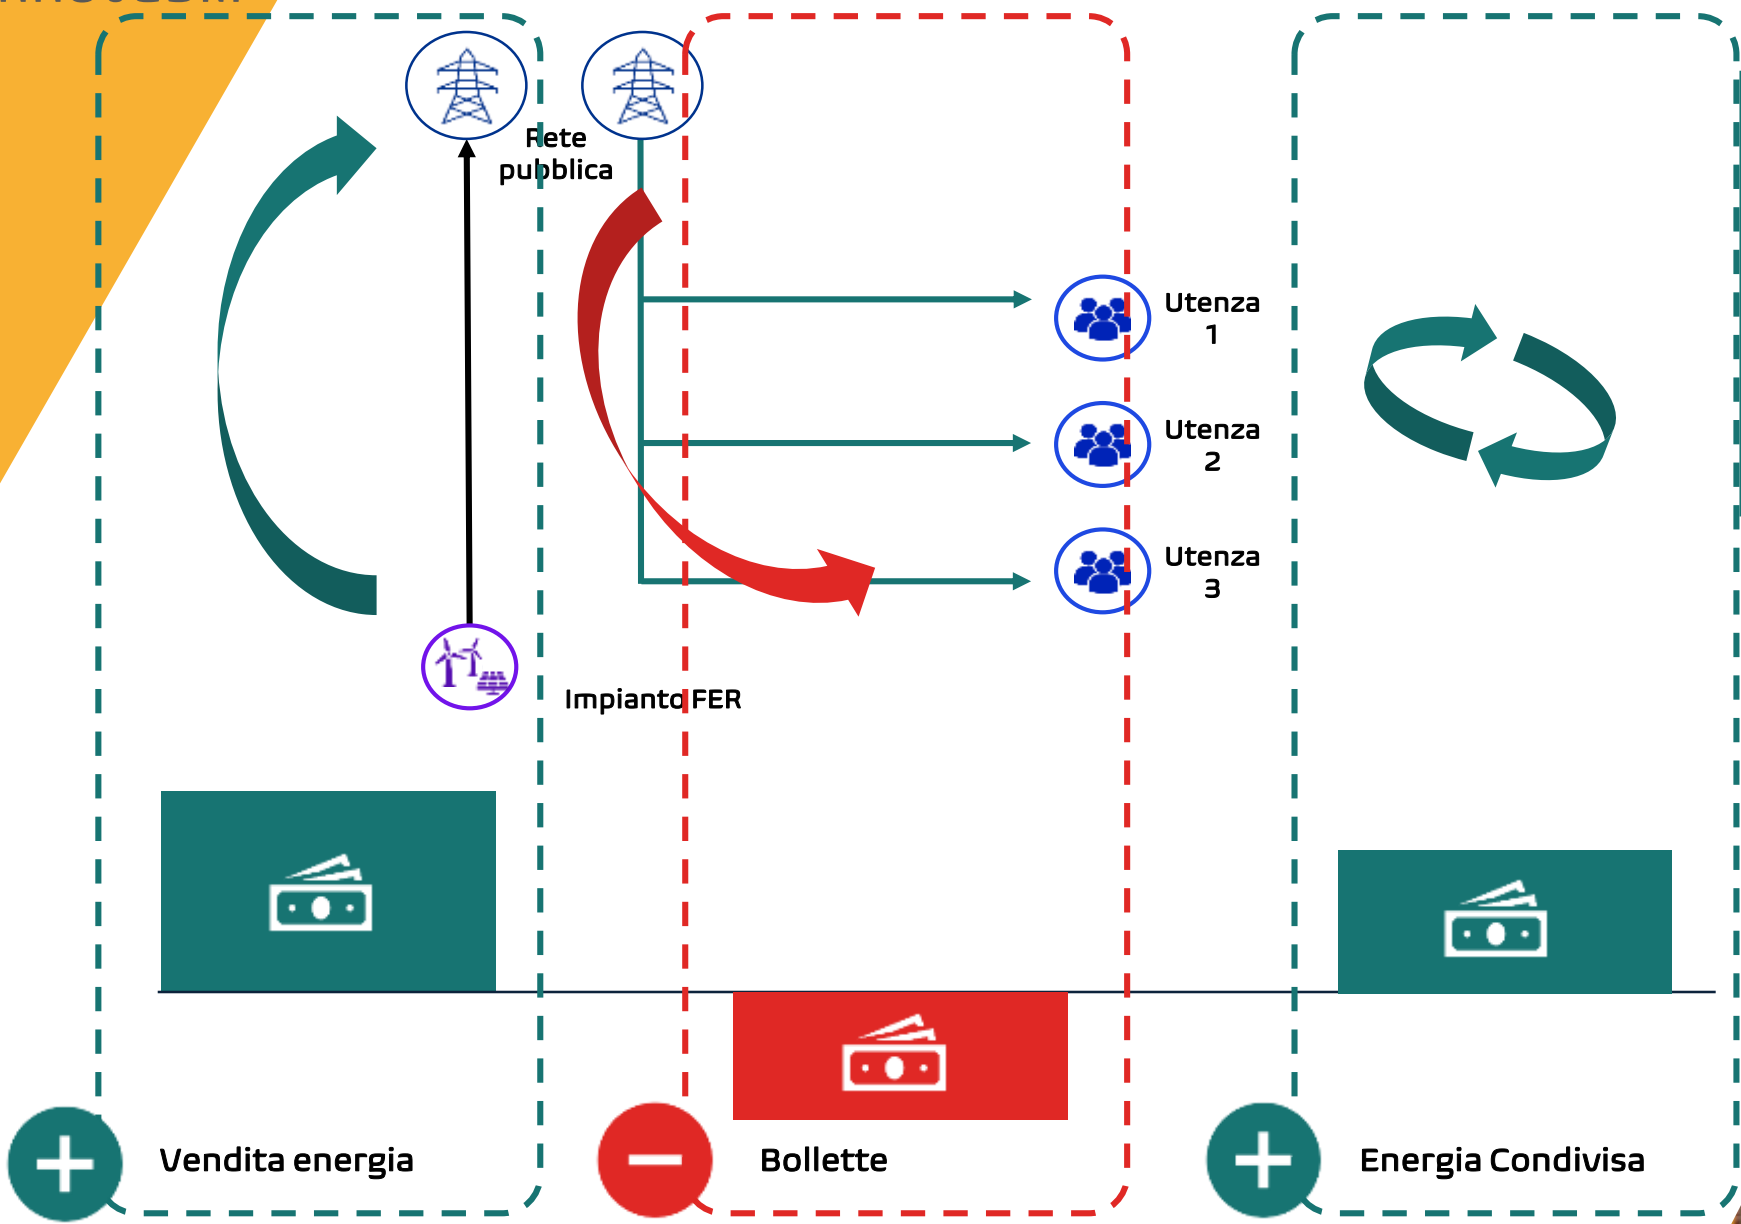 Rete
pubblica
Utenza
1
Utenza
2
Utenza
3
Impianto FER
Vendita energia
Bollette
Energia Condivisa